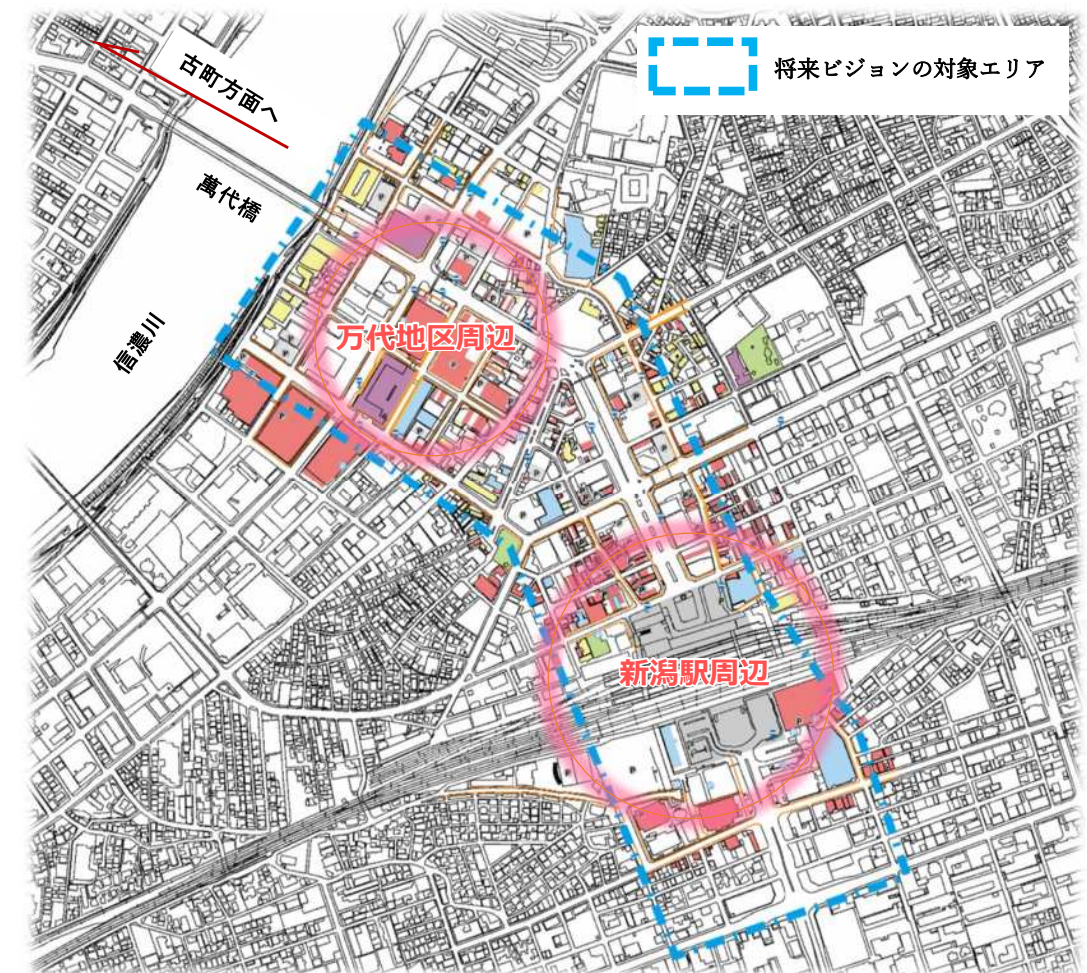 将来ビジョンの対象エリア
古町方面へ
萬代橋
信濃川
万代地区周辺
新潟駅周辺